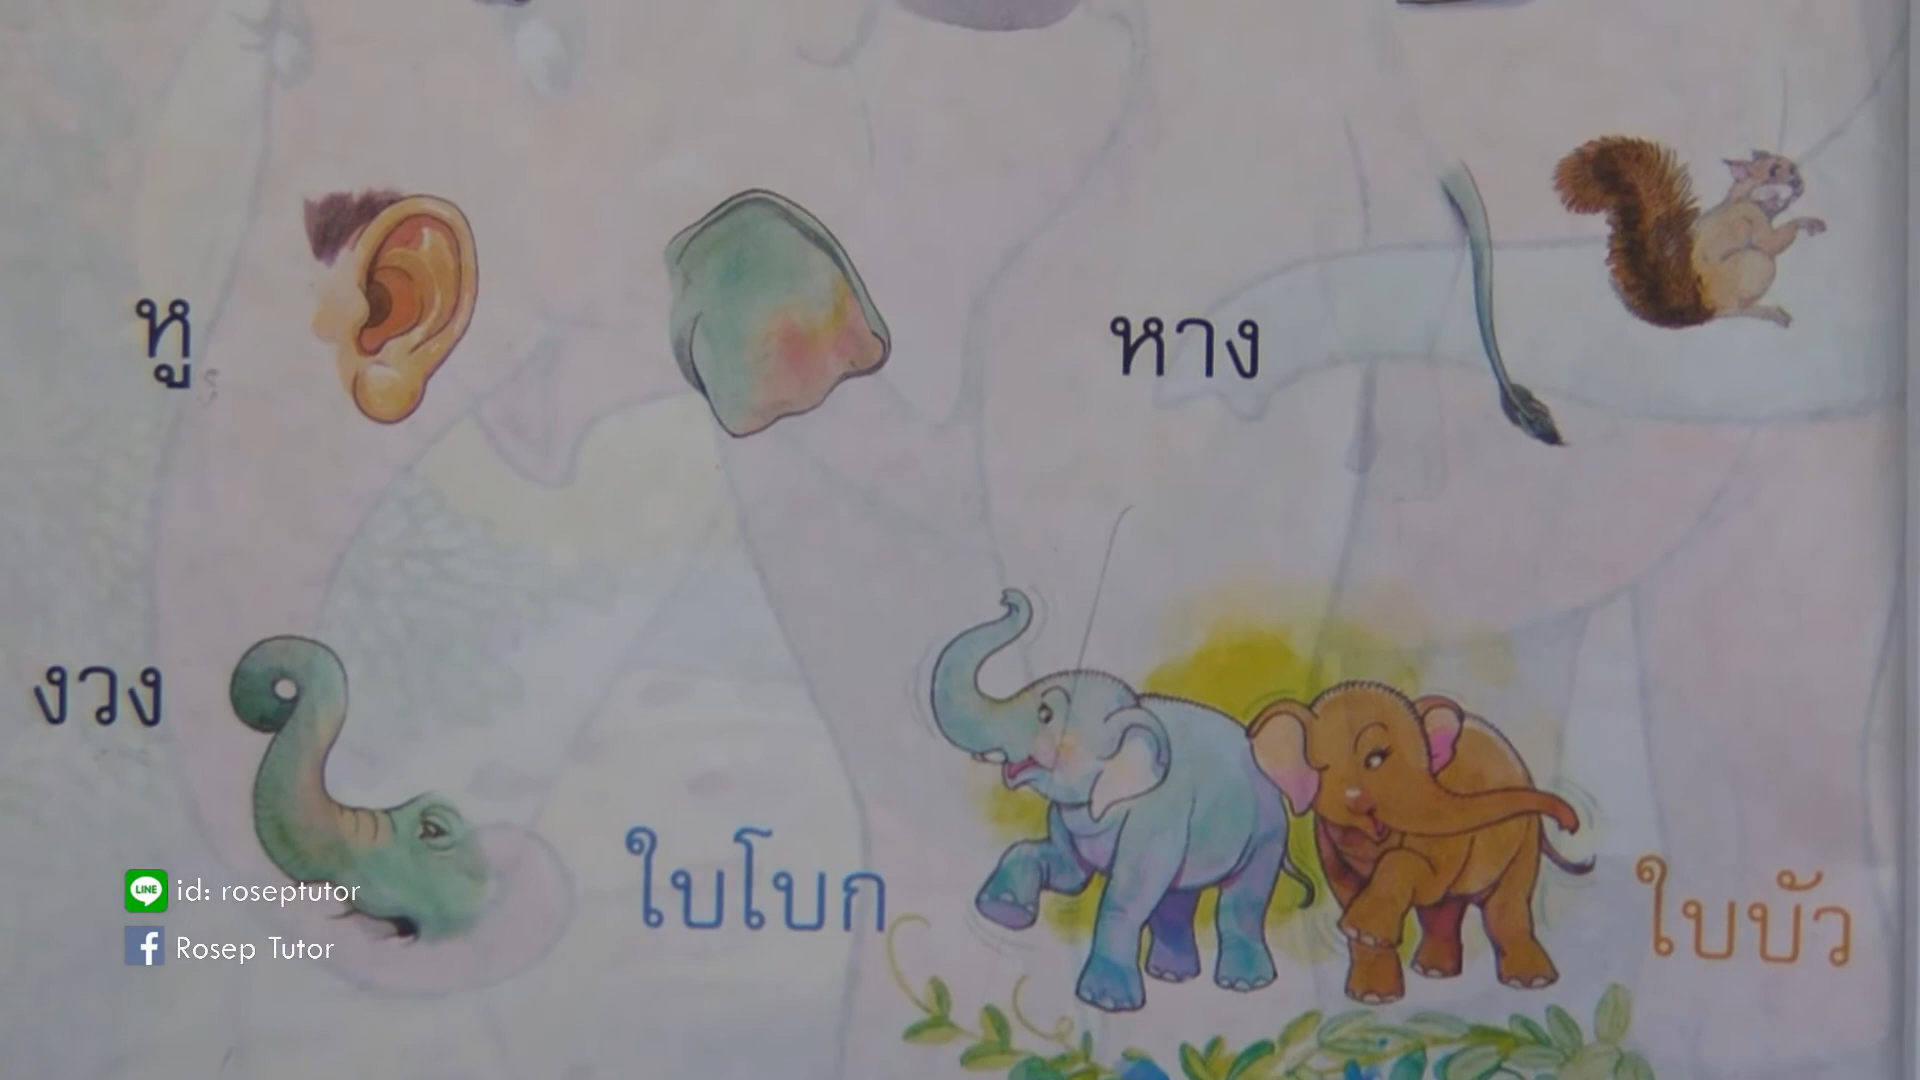 หู
หาง
งวง
ใบโบก
ใบบัว
LINE id: roseptutor
f Rosep Tutor